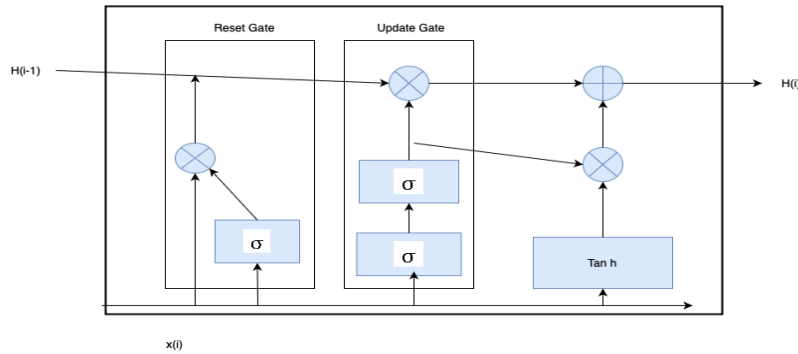 Reset Gate
Update Gate
H(i-1)
H(i)
σ
σ
σ
Tan h
x(i)